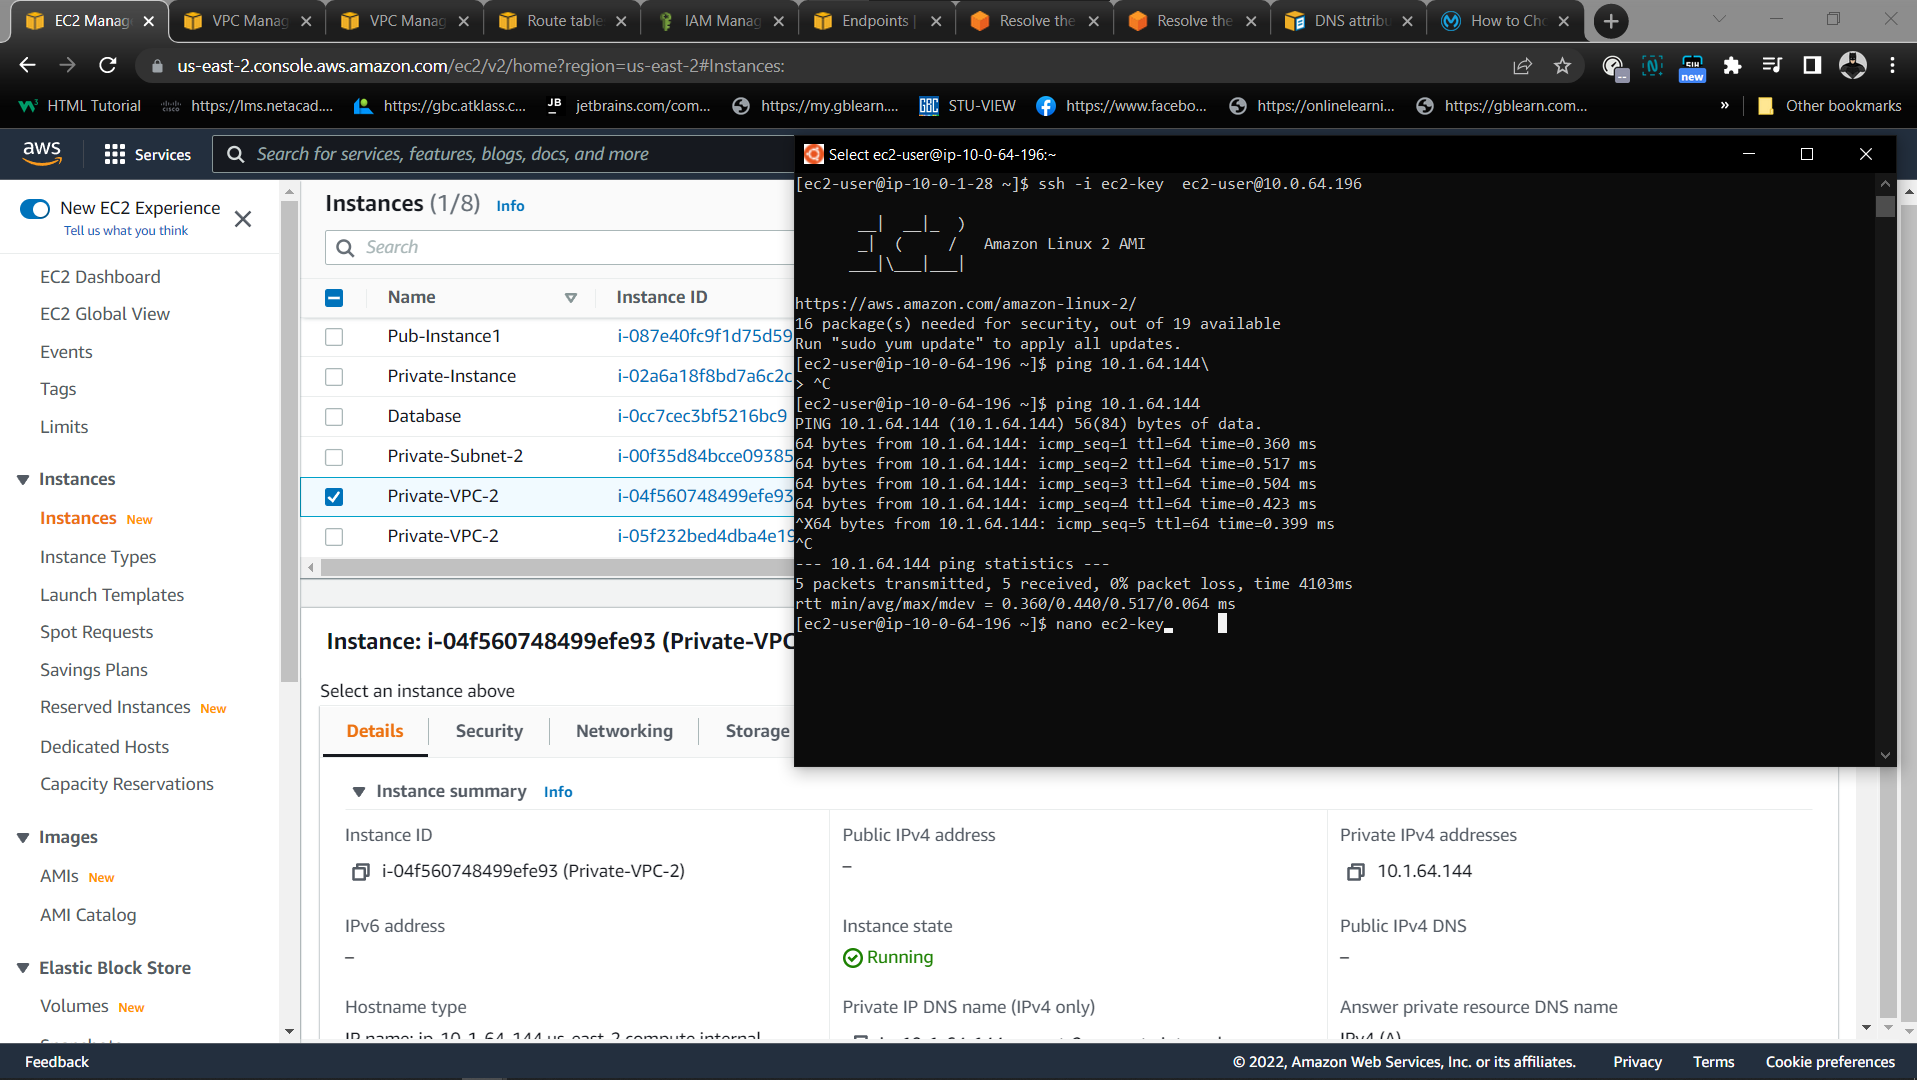 EC2 Manag
VPC Manag
VPC Manag
Route table
IAM Manag
Endpoints |
Resolve the
Resolve the
DNS attribu
How to Cho
us-east-2.console.aws.amazon.com/ec2/v2/home?region=us-east-2#Instances:
new
HTML Tutorial
https://lms.netacad....
https://gbc.atklass.c...
JB
jetbrains.com/com...
https://my.gblearn....
GBC
STU-VIEW
https://www.facebo...
https://onlinelearni...
https://gblearn.com...
»
Other bookmarks
aws
Services
Search for services, features, blogs, docs, and more
New EC2 Experience
Tell us what you think
EC2 Dashboard
EC2 Global View
Events
Tags
Limits
Instances
Instances New
Instance Types
Launch Templates
Spot Requests
Savings Plans
Reserved Instances New
Dedicated Hosts
Capacity Reservations
Images
AMIs New
AMI Catalog
Elastic Block Store
Volumes New
Instances (1/8) Info
Search
Name Instance ID
Pub-Instance1 i-087e40fc9f1d75d59
Private-Instance i-02a6a18f8bd7a6c2c
Database i-0cc7cec3bf5216bc9
Private-Subnet-2 i-00f35d84bcce09385
Private-VPC-2 i-04f560748499efe93
Private-VPC-2 i-05f232bed4dba4e19
Select ec2-user@ip-10-0-64-196:~
[ec2-user@ip-10-0-1-28 ~]$ ssh -i ec2-key  ec2-user@10.0.64.196
       __|  __|_  )
       _|  (     /   Amazon Linux 2 AMI
      ___|\___|___|
https://aws.amazon.com/amazon-linux-2/
16 package(s) needed for security, out of 19 available
Run "sudo yum update" to apply all updates.
[ec2-user@ip-10-0-64-196 ~]$ ping 10.1.64.144\
> ^C
[ec2-user@ip-10-0-64-196 ~]$ ping 10.1.64.144
PING 10.1.64.144 (10.1.64.144) 56(84) bytes of data.
64 bytes from 10.1.64.144: icmp_seq=1 ttl=64 time=0.360 ms
64 bytes from 10.1.64.144: icmp_seq=2 ttl=64 time=0.517 ms
64 bytes from 10.1.64.144: icmp_seq=3 ttl=64 time=0.504 ms
64 bytes from 10.1.64.144: icmp_seq=4 ttl=64 time=0.423 ms
^X64 bytes from 10.1.64.144: icmp_seq=5 ttl=64 time=0.399 ms
^C
--- 10.1.64.144 ping statistics ---
5 packets transmitted, 5 received, 0% packet loss, time 4103ms
rtt min/avg/max/mdev = 0.360/0.440/0.517/0.064 ms
[ec2-user@ip-10-0-64-196 ~]$ nano ec2-key
Instance: i-04f560748499efe93 (Private-VPC
Select an instance above
Details Security Networking Storage
Instance summary Info
Instance ID
i-04f560748499efe93 (Private-VPC-2)
Public IPv4 address
–
Private IPv4 addresses
10.1.64.144
IPv6 address
–
Instance state
Running
Public IPv4 DNS
–
Hostname type
IP name: ip-10-1-64-144.us-east-2.compute.internal
Private IP DNS name (IPv4 only)
Answer private resource DNS name
IPv4 (A)
Feedback
© 2022, Amazon Web Services, Inc. or its affiliates.
Privacy
Terms
Cookie preferences